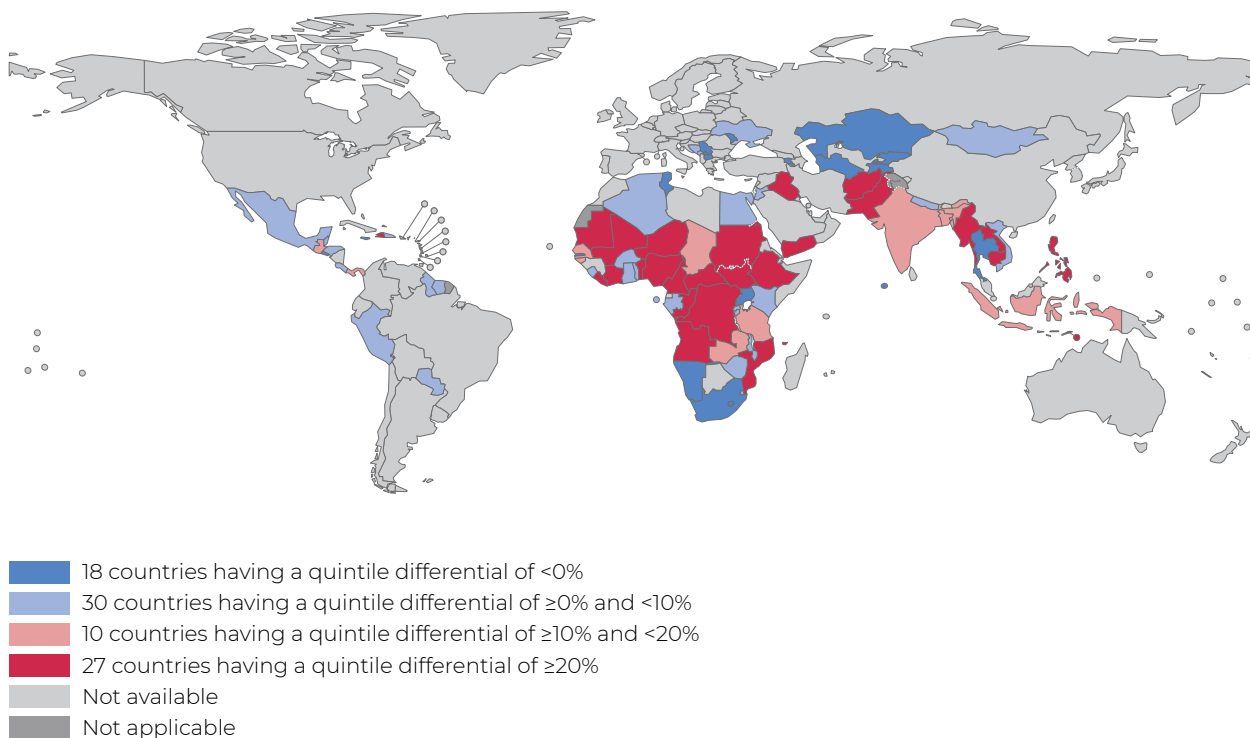 18 countries having a quintile differential of <0%
30 countries having a quintile differential of ≥0% and <10%
10 countries having a quintile differential of ≥10% and <20%
27 countries having a quintile differential of ≥20%
Not available
Not applicable